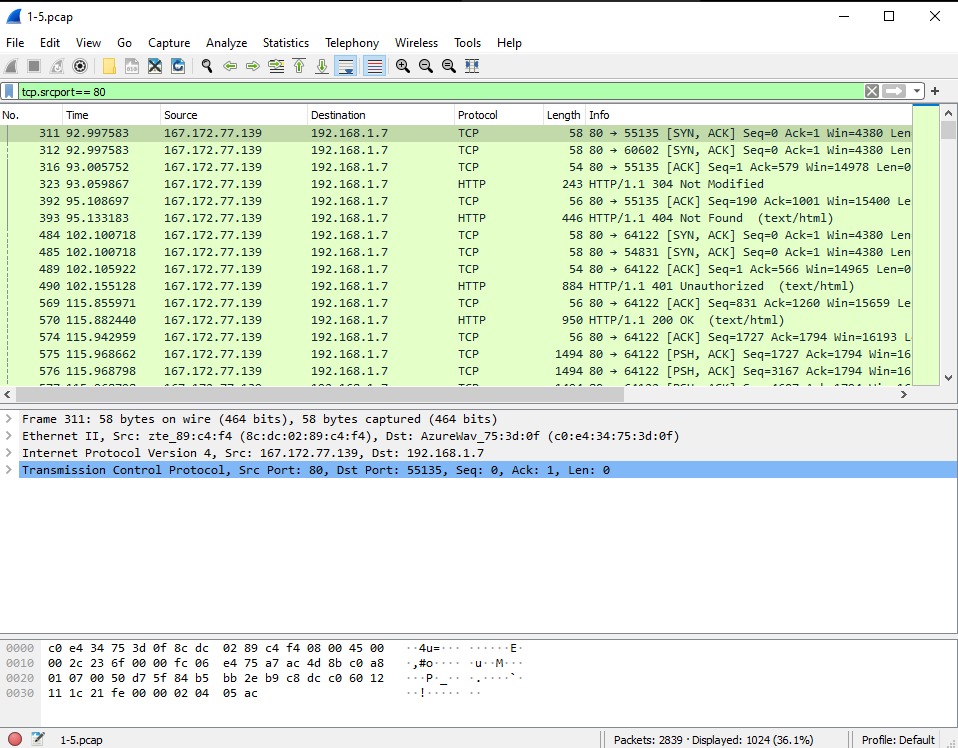 1-5.pcap
File Edit View Go Capture Analyze Statistics Telephony Wireless Tools Help
tcp.srcport== 80
No. Time Source Destination Protocol Length Info
311 92.997583 167.172.77.139 192.168.1.7 TCP 58 80 → 55135 [SYN, ACK] Seq=0 Ack=1 Win=4380 Len
312 92.997583 167.172.77.139 192.168.1.7 TCP 58 80 → 60602 [SYN, ACK] Seq=0 Ack=1 Win=4380 Len
316 93.005752 167.172.77.139 192.168.1.7 TCP 54 80 → 55135 [ACK] Seq=1 Ack=579 Win=14978 Len=0
323 93.059867 167.172.77.139 192.168.1.7 HTTP 243 HTTP/1.1 304 Not Modified
392 95.108697 167.172.77.139 192.168.1.7 TCP 56 80 → 55135 [ACK] Seq=190 Ack=1001 Win=15400 Le
393 95.133183 167.172.77.139 192.168.1.7 HTTP 446 HTTP/1.1 404 Not Found (text/html)
484 102.100718 167.172.77.139 192.168.1.7 TCP 58 80 → 64122 [SYN, ACK] Seq=0 Ack=1 Win=4380 Len
485 102.100718 167.172.77.139 192.168.1.7 TCP 58 80 → 54831 [SYN, ACK] Seq=0 Ack=1 Win=4380 Len
489 102.105922 167.172.77.139 192.168.1.7 TCP 54 80 → 64122 [ACK] Seq=1 Ack=566 Win=14965 Len=0
490 102.155128 167.172.77.139 192.168.1.7 HTTP 884 HTTP/1.1 401 Unauthorized (text/html)
569 115.855971 167.172.77.139 192.168.1.7 TCP 56 80 → 64122 [ACK] Seq=831 Ack=1260 Win=15659 Le
570 115.882440 167.172.77.139 192.168.1.7 HTTP 950 HTTP/1.1 200 OK (text/html)
574 115.942959 167.172.77.139 192.168.1.7 TCP 56 80 → 64122 [ACK] Seq=1727 Ack=1794 Win=16193 L
575 115.968662 167.172.77.139 192.168.1.7 TCP 1494 80 → 64122 [PSH, ACK] Seq=1727 Ack=1794 Win=16
576 115.968798 167.172.77.139 192.168.1.7 TCP 1494 80 → 64122 [PSH, ACK] Seq=3167 Ack=1794 Win=16
Frame 311: 58 bytes on wire (464 bits), 58 bytes captured (464 bits)
Ethernet II, Src: zte_89:c4:f4 (8c:dc:02:89:c4:f4), Dst: AzureWav_75:3d:0f (c0:e4:34:75:3d:0f)
Internet Protocol Version 4, Src: 167.172.77.139, Dst: 192.168.1.7
Transmission Control Protocol, Src Port: 80, Dst Port: 55135, Seq: 0, Ack: 1, Len: 0
0000 c0 e4 34 75 3d 0f 8c dc 02 89 c4 f4 08 00 45 00 ··4u=··· ······E·
0010 00 2c 23 6f 00 00 fc 06 e4 75 a7 ac 4d 8b c0 a8 ·,#o···· ·u··M···
0020 01 07 00 50 d7 5f 84 b5 bb 2e b9 c8 dc c0 60 12 ···P·_·· ·.····`·
0030 11 1c 21 fe 00 00 02 04 05 ac ··!····· ··
1-5.pcap Packets: 2839 · Displayed: 1024 (36.1%) Profile: Default